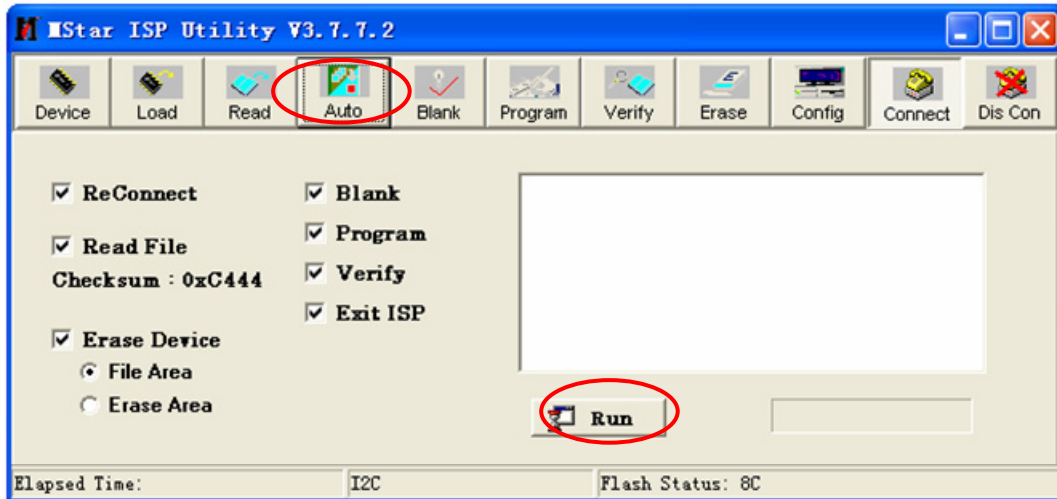 MStar ISP Utility V3.7.7.2
Device Load Read Auto Blank Program Verify Erase Config Connect Dis Con
ReConnect
Read File
Checksum : 0xC444
Erase Device
File Area
Erase Area
Blank
Program
Verify
Exit ISP
Run
Elapsed Time: I2C Flash Status: 8C